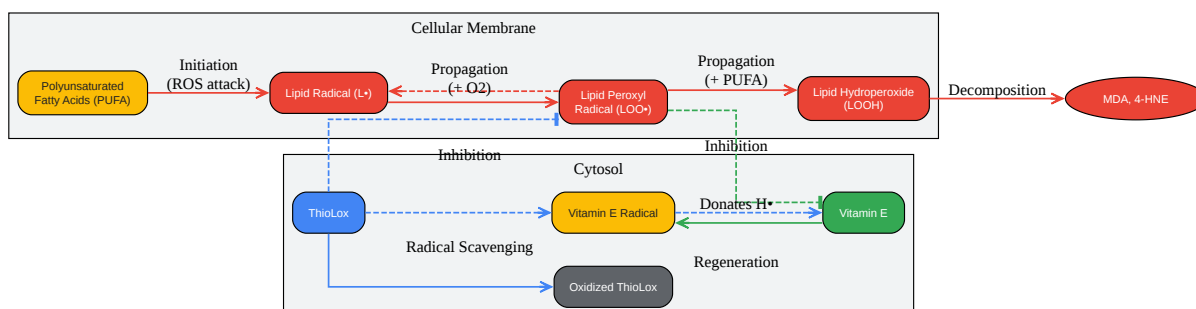 Cellular Membrane
Polyunsaturated
Fatty Acids (PUFA)
Initiation
(ROS attack)
Lipid Radical (L•)
Propagation
(+ O2)
Lipid Peroxyl
Radical (LOO•)
Propagation
(+ PUFA)
Lipid Hydroperoxide
(LOOH)
Decomposition
MDA, 4-HNE
Inhibition
Inhibition
Cytosol
ThioLox
Vitamin E Radical
Donates H•
Vitamin E
Radical Scavenging
Regeneration
Oxidized ThioLox